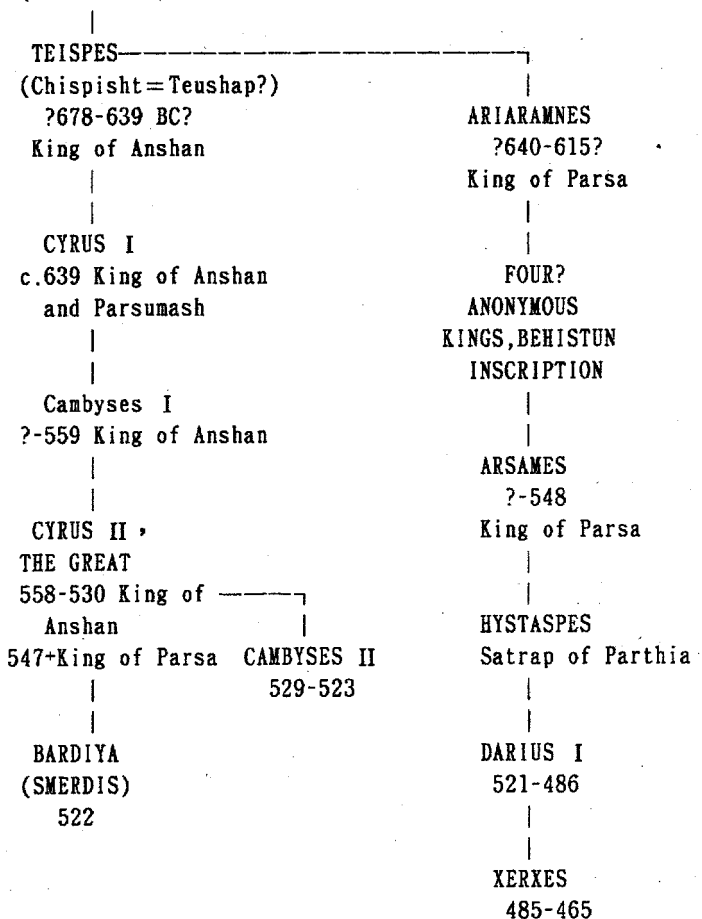 TEISPES
(Chispisht=Teushap?)
?678-639 BC?
King of Anshan
CYRUS I
c.639 King of Anshan
and Parsumash
Cambyses I
?-559 King of Anshan
CYRUS II,
THE GREAT
558-530 King of
Anshan
547+King of Parsa
CAMBYSES II
529-523
BARDIYA
(SMERDIS)
522
ARIARAMNES
?640-615?
King of Parsa
FOUR?
ANONYMOUS
KINGS,BEHISTUN
INSCRIPTION
ARSAMES
?-548
King of Parsa
HYSTASPES
Satrap of Parthia
DARIUS I
521-486
XERXES
485-465